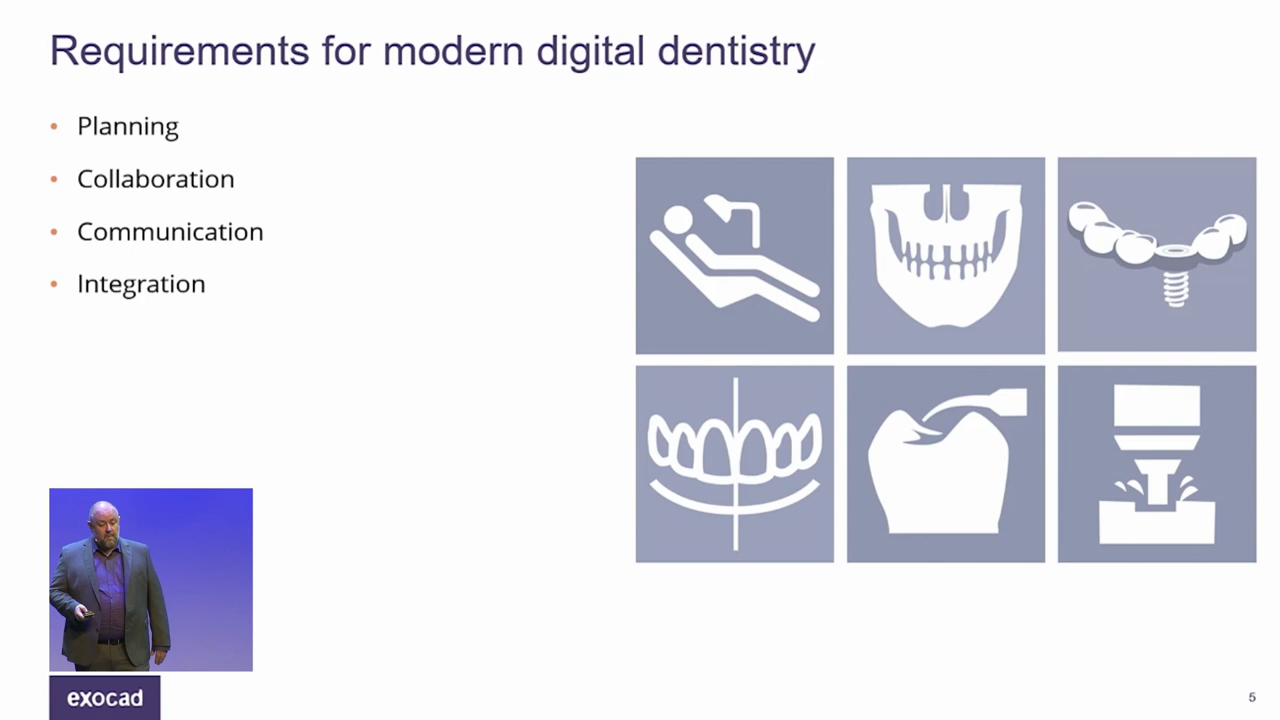 Requirements for modern digital dentistry
• Planning
• Collaboration
• Communication
• Integration
exocad
5